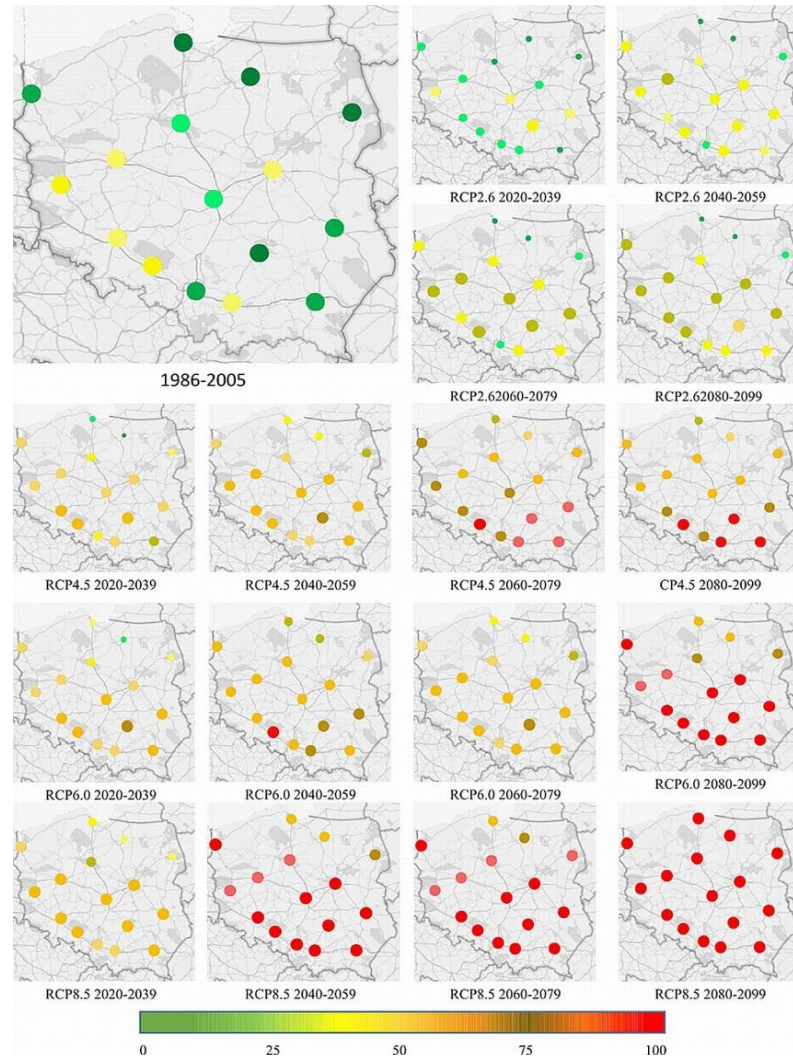 RCP2.6 2020-2039
RCP2.6 2040-2059
1986-2005
RCP2.62060-2079
RCP2.62080-2099
RCP4.5 2020-2039
RCP4.5 2040-2059
RCP4.5 2060-2079
CP4.5 2080-2099
RCP6.0 2020-2039
RCP6.0 2040-2059
RCP6.0 2060-2079
RCP6.0 2080-2099
RCP8.5 2020-2039
RCP8.5 2040-2059
RCP8.5 2060-2079
RCP8.5 2080-2099
0 25 50 75 100